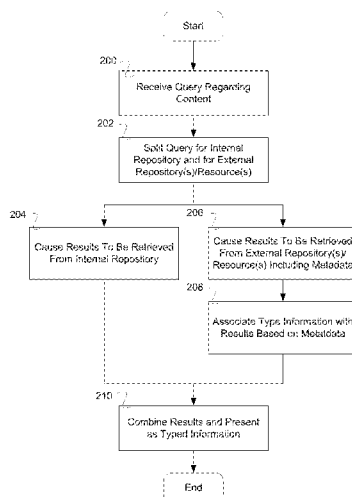 Start
200
Receive Query Regarding
Content
202
Split Query for Internal
Repository and for External
Repository(s)/Resource(s)
204
Cause Results To Be Retrieved
From Internal Repository
206
Cause Results To Be Retrieved
From External Repository(s)/
Resource(s) Including Metadata
208
Associate Type Information with
Results Based on Metatdat
210
Combine Results and Present
as Typed Information
End